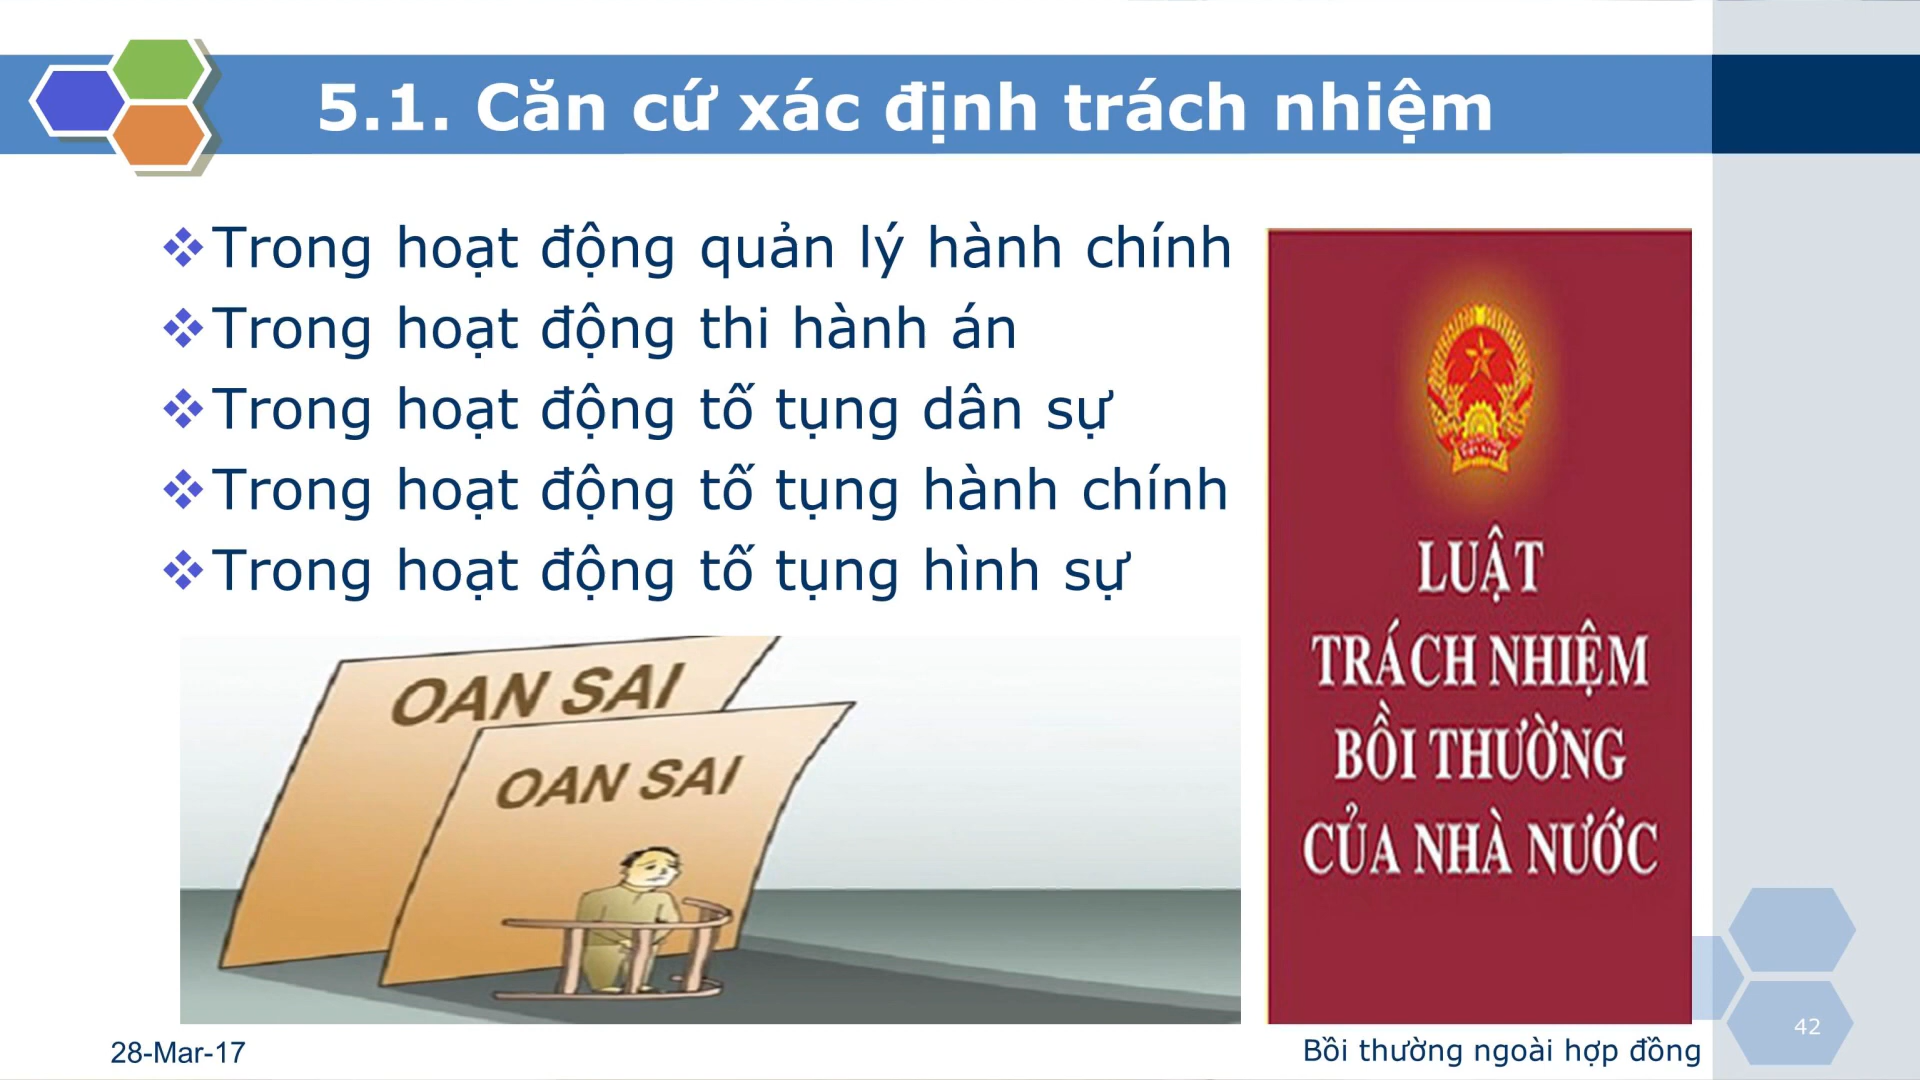 5.1. Căn cứ xác định trách nhiệm
Trong hoạt động quản lý hành chính
Trong hoạt động thi hành án
Trong hoạt động tố tụng dân sự
Trong hoạt động tố tụng hành chính
Trong hoạt động tố tụng hình sự
OAN SAI
OAN SAI
LUẬT
TRÁCH NHIỆM
BỒI THƯỜNG
CỦA NHÀ NƯỚC
28-Mar-17
Bồi thường ngoài hợp đồng
42